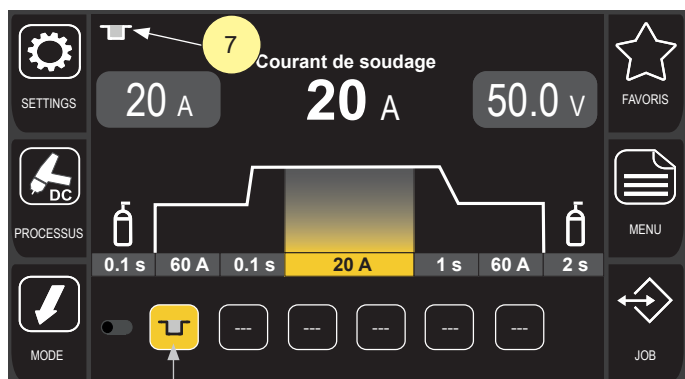 7
Courant de soudage
SETTINGS
20 A
20 A
50.0 V
FAVORIS
DC
PROCESSUS
MENU
0.1 s 60 A 0.1 s 20 A 1 s 60 A 2 s
--- --- --- --- ---
MODE
JOB